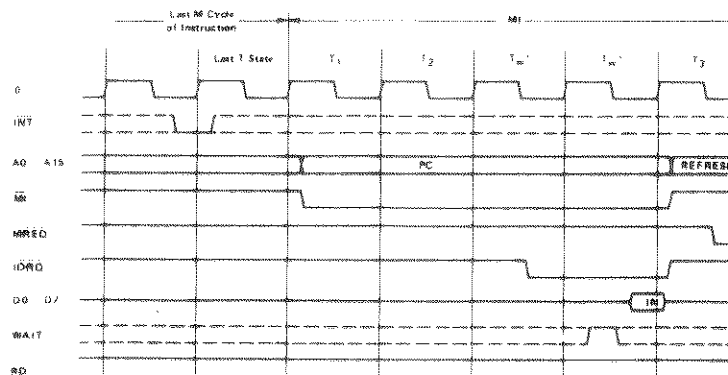 Last M Cycle
of Instruction
M1
Last T State
T1
T2
Tw*
Tw*
T3
INT
A0 A15
PC
REFRESH
M1
MREQ
IORQ
D0 D7
IN
WAIT
RD